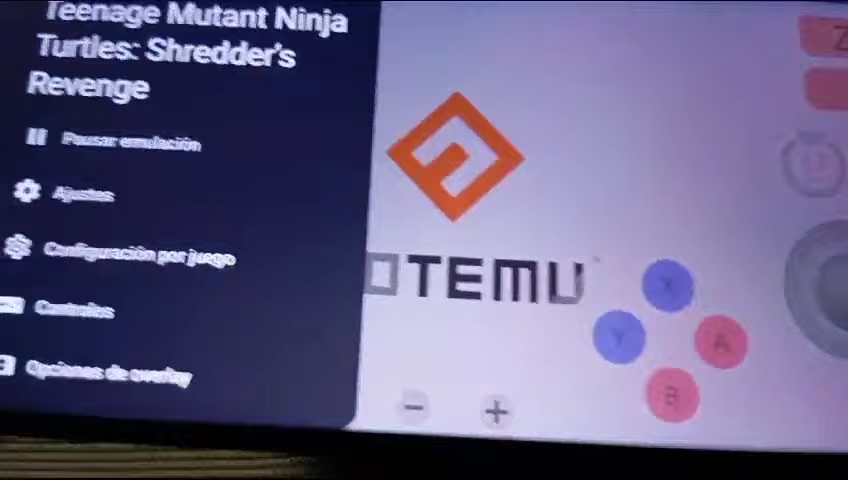 Teenage Mutant Ninja
Turtles: Shredder's
Revenge
Pausar emulación
Ajustes
Configuración por juego
Controles
Opciones de overlay
OTEMU
Z
X
Y
A
B